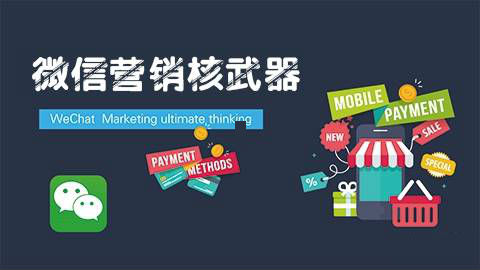 微信营销核武器
WeChat Marketing ultimate thinking
MOBILE
PAYMENT
NEW
SALE
PAYMENT
METHODS
SPECIAL
%